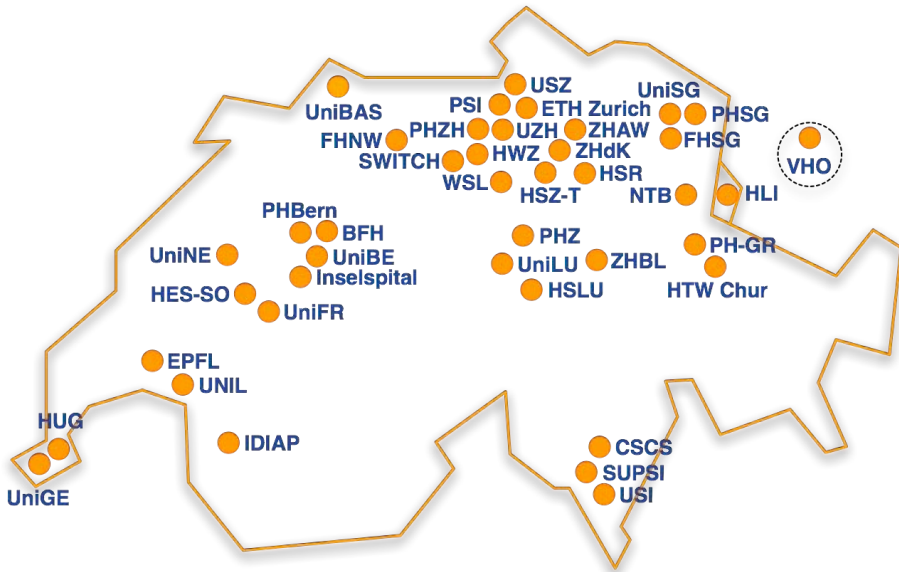 USZ
UniSG
UniBAS
PSI
ETH Zurich
PHSG
FHNW
PHZH
UZH
ZHAW
FHSG
SWITCH
HWZ
ZHdK
VHO
WSL
HSZ-T
HSR
NTB
HLI
PHBern
BFH
PHZ
PH-GR
UniNE
UniBE
UniLU
ZHBL
Inselspital
HTW Chur
HES-SO
HSLU
UniFR
EPFL
UNIL
HUG
IDIAP
CSCS
SUPSI
UniGE
USI